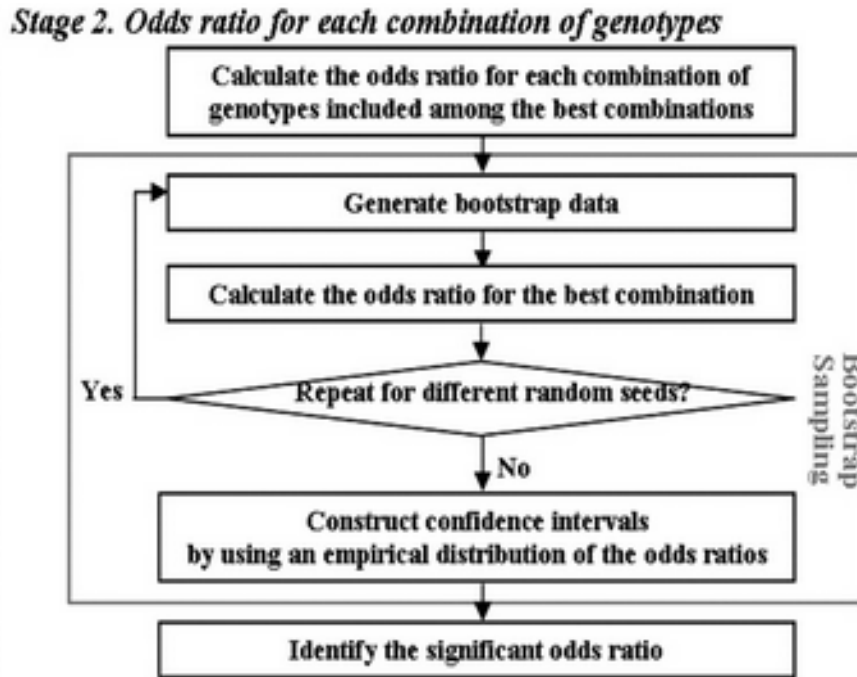 Stage 2. Odds ratio for each combination of genotypes
Calculate the odds ratio for each combination of
genotypes included among the best combinations
Generate bootstrap data
Calculate the odds ratio for the best combination
Yes
Repeat for different random seeds?
Bootstrap
Sampling
No
Construct confidence intervals
by using an empirical distribution of the odds ratios
Identify the significant odds ratio